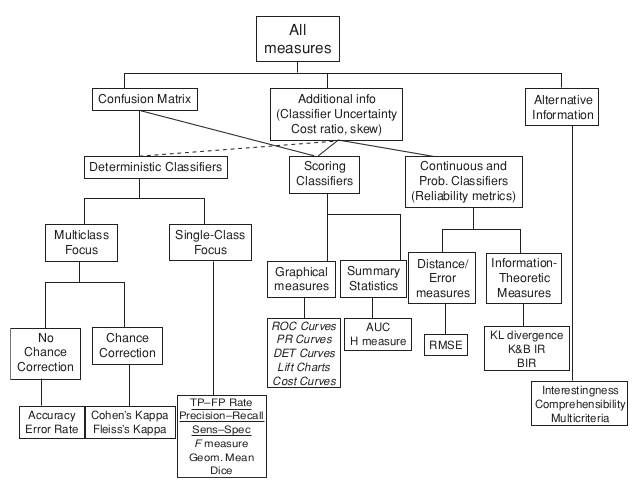 All
measures
Confusion Matrix
Additional info
(Classifier Uncertainty
Cost ratio, skew)
Alternative
Information
Deterministic Classifiers
Scoring
Classifiers
Continuous and
Prob. Classifiers
(Reliability metrics)
Multiclass
Focus
Single-Class
Focus
Graphical
measures
Summary
Statistics
Distance/
Error
measures
Information-
Theoretic
Measures
No
Chance
Correction
Chance
Correction
ROC Curves
PR Curves
DET Curves
Lift Charts
Cost Curves
AUC
H measure
RMSE
KL divergence
K&B IR
BIR
Interestingness
Comprehensibility
Multicriteria
Accuracy
Error Rate
Cohen's Kappa
Fleiss's Kappa
TP–FP Rate
Precision–Recall
Sens–Spec
F measure
Geom. Mean
Dice